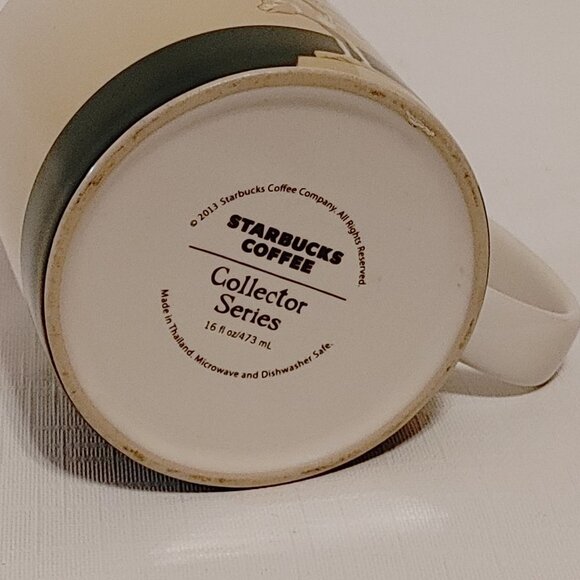 © 2013 Starbucks Coffee Company. All Rights Reserved.
STARBUCKS
COFFEE
Collector
Series
16 fl oz/473 mL
Made in Thailand. Microwave and Dishwasher Safe.